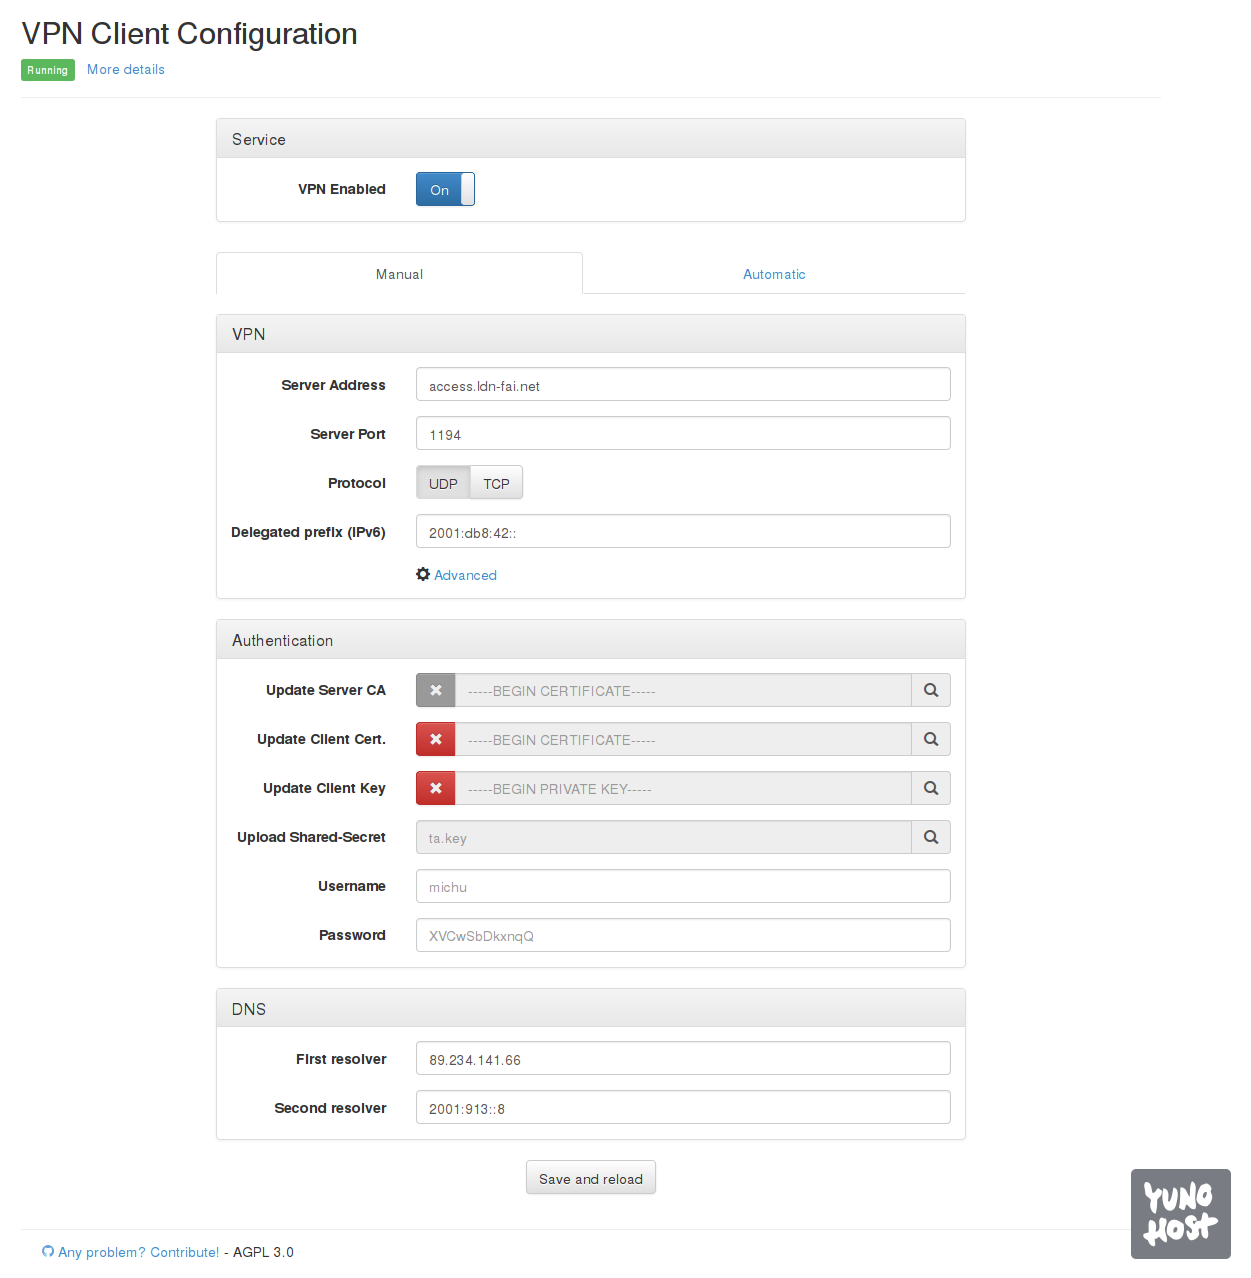 VPN Client Configuration
Running More details
Service
VPN Enabled On
Manual Automatic
VPN
Server Address access.ldn-fai.net
Server Port 1194
Protocol UDP TCP
Delegated prefix (IPv6) 2001:db8:42::
Advanced
Authentication
Update Server CA -----BEGIN CERTIFICATE-----
Update Client Cert. -----BEGIN CERTIFICATE-----
Update Client Key -----BEGIN PRIVATE KEY-----
Upload Shared-Secret ta.key
Username michu
Password XVCwSbDkxnqQ
DNS
First resolver 89.234.141.66
Second resolver 2001:913::8
Save and reload
YUNO
HOST
Any problem? Contribute! - AGPL 3.0